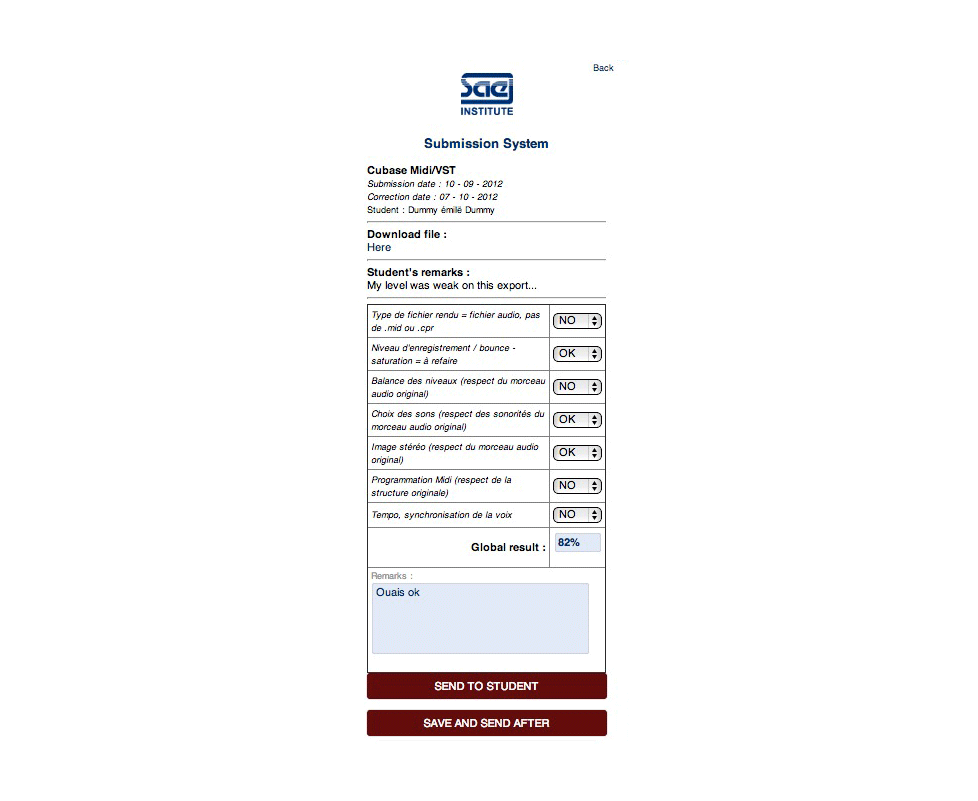 Back
sae
INSTITUTE
Submission System
Cubase Midi/VST
Submission date : 10 - 09 - 2012
Correction date : 07 - 10 - 2012
Student : Dummy émilë Dummy
Download file :
Here
Student's remarks :
My level was weak on this export...
Type de fichier rendu = fichier audio, pas
de .mid ou .cpr
NO
Niveau d'enregistrement / bounce -
saturation = à refaire
OK
Balance des niveaux (respect du morceau
audio original)
NO
Choix des sons (respect des sonorités du
morceau audio original)
OK
Image stéréo (respect du morceau audio
original)
OK
Programmation Midi (respect de la
structure originale)
NO
Tempo, synchronisation de la voix
NO
Global result :
82%
Remarks :
Ouais ok
SEND TO STUDENT
SAVE AND SEND AFTER